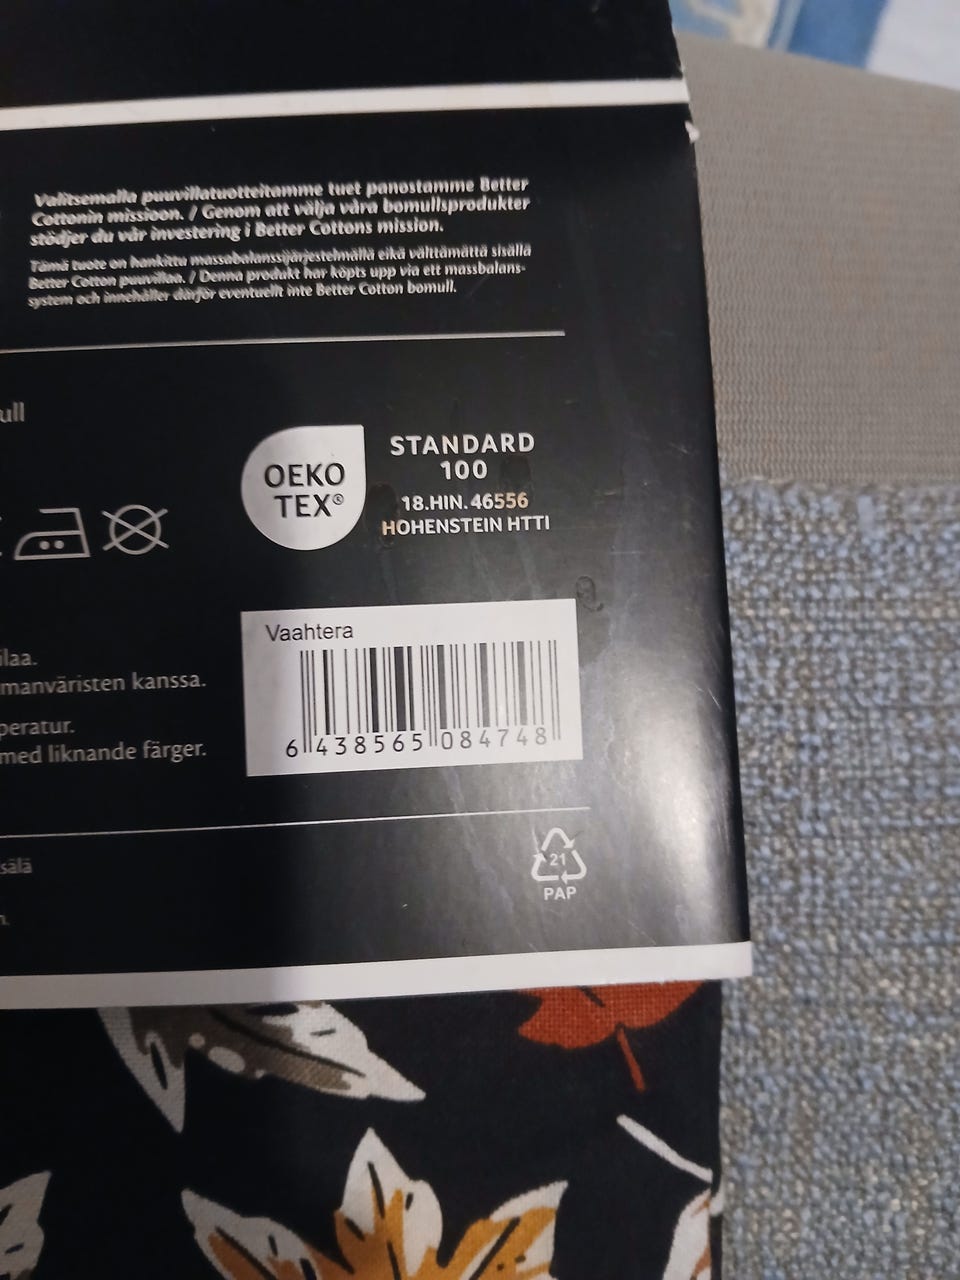 Valitsemalla puuvillatuotteitamme tuet panostamme Better
Cottonin missioon. / Genom att välja våra bomullsprodukter
stödjer du vår investering i Better Cottons mission.
Tämä tuote on hankittu massabalanssijärjestelmällä eikä välttämättä sisällä
Better Cotton puuvillaa. / Denna produkt har köpts upp via ett massbalans-
system och innehåller därför eventuellt inte Better Cotton bomull.
ull
OEKO
TEX®
STANDARD
100
18.HIN.46556
HOHENSTEIN HTTI
Vaahtera
6 438565 084748
ilaa.
manväristen kanssa.
peratur.
med liknande färger.
sälä
21
PAP